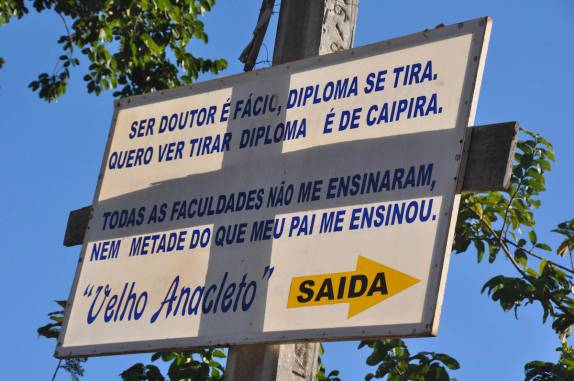 SER DOUTOR É FÁCIO, DIPLOMA SE TIRA.
QUERO VER TIRAR DIPLOMA É DE CAIPIRA.
TODAS AS FACULDADES NÃO ME ENSINARAM,
NEM METADE DO QUE MEU PAI ME ENSINOU.
"Velho Anacleto"
SAIDA